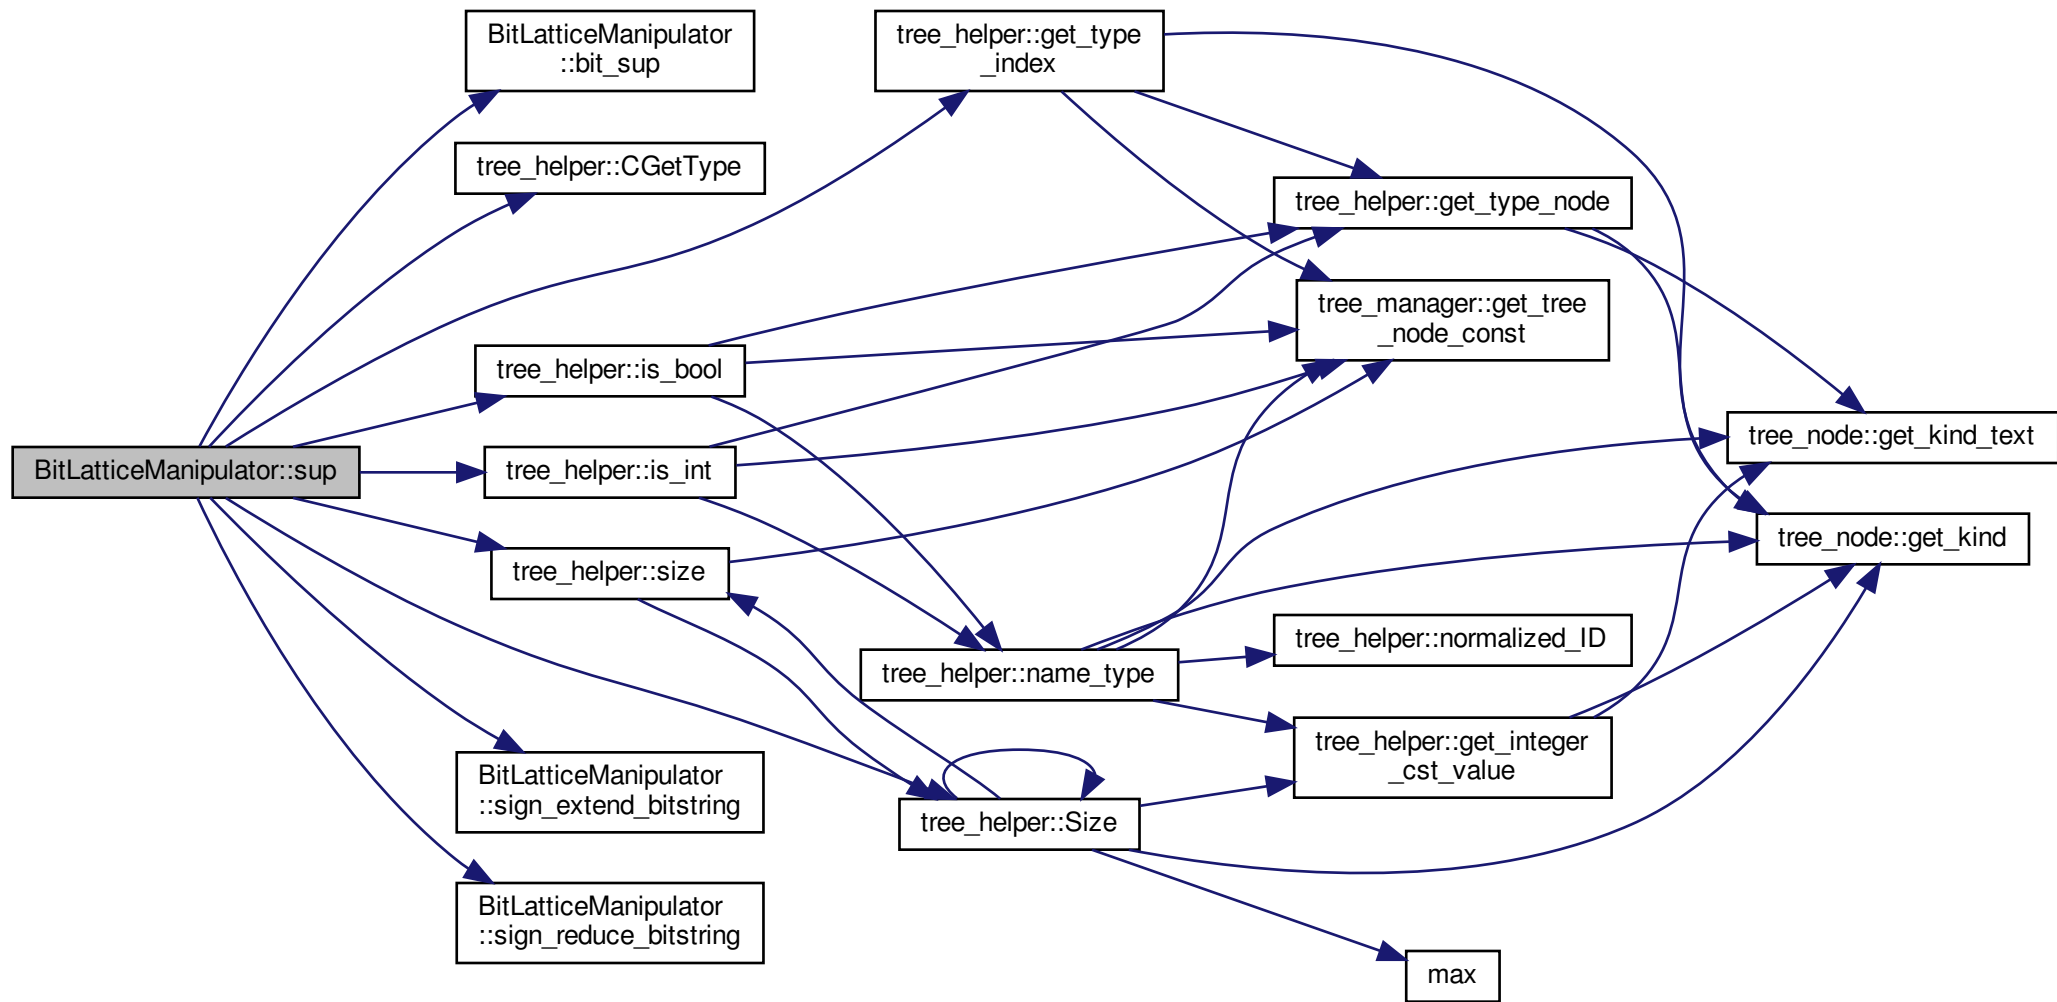 BitLatticeManipulator
::bit_sup
tree_helper::get_type
_index
tree_helper::CGetType
tree_helper::get_type_node
tree_manager::get_tree
_node_const
tree_helper::is_bool
tree_node::get_kind_text
BitLatticeManipulator::sup
tree_helper::is_int
tree_node::get_kind
tree_helper::size
tree_helper::normalized_ID
tree_helper::name_type
tree_helper::get_integer
_cst_value
BitLatticeManipulator
::sign_extend_bitstring
tree_helper::Size
BitLatticeManipulator
::sign_reduce_bitstring
max